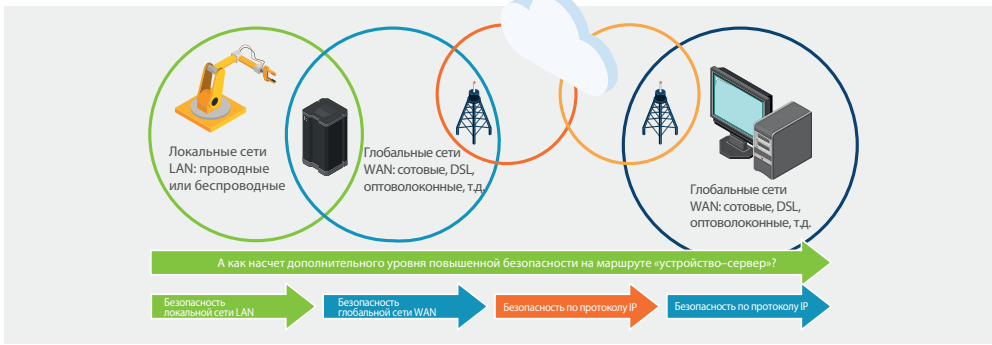 Локальные сети
LAN: проводные
или беспроводные
Глобальные сети
WAN: сотовые, DSL,
оптоволоконные, т.д.
Глобальные сети
WAN: сотовые, DSL,
оптоволоконные, т.д.
А как насчет дополнительного уровня повышенной безопасности на маршруте «устройство–сервер»?
Безопасность
локальной сети LAN
Безопасность
глобальной сети WAN
Безопасность по протоколу IP
Безопасность по протоколу IP